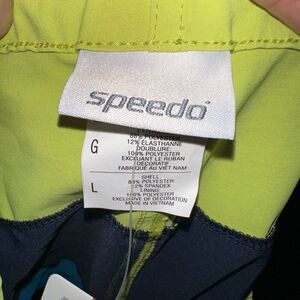 speedo
G
12% ELASTHANNE
DOUBLURE:
100% POLYESTER
EXCLUANT LE RUBAN
DÉCORATIF
FABRIQUÉ AU VIET NAM
L
SHELL
POLYESTER
12% SPANDEX
LINING
100% POLYESTER
EXCLUSIVE OF DECORATION
MADE IN VIETNAM